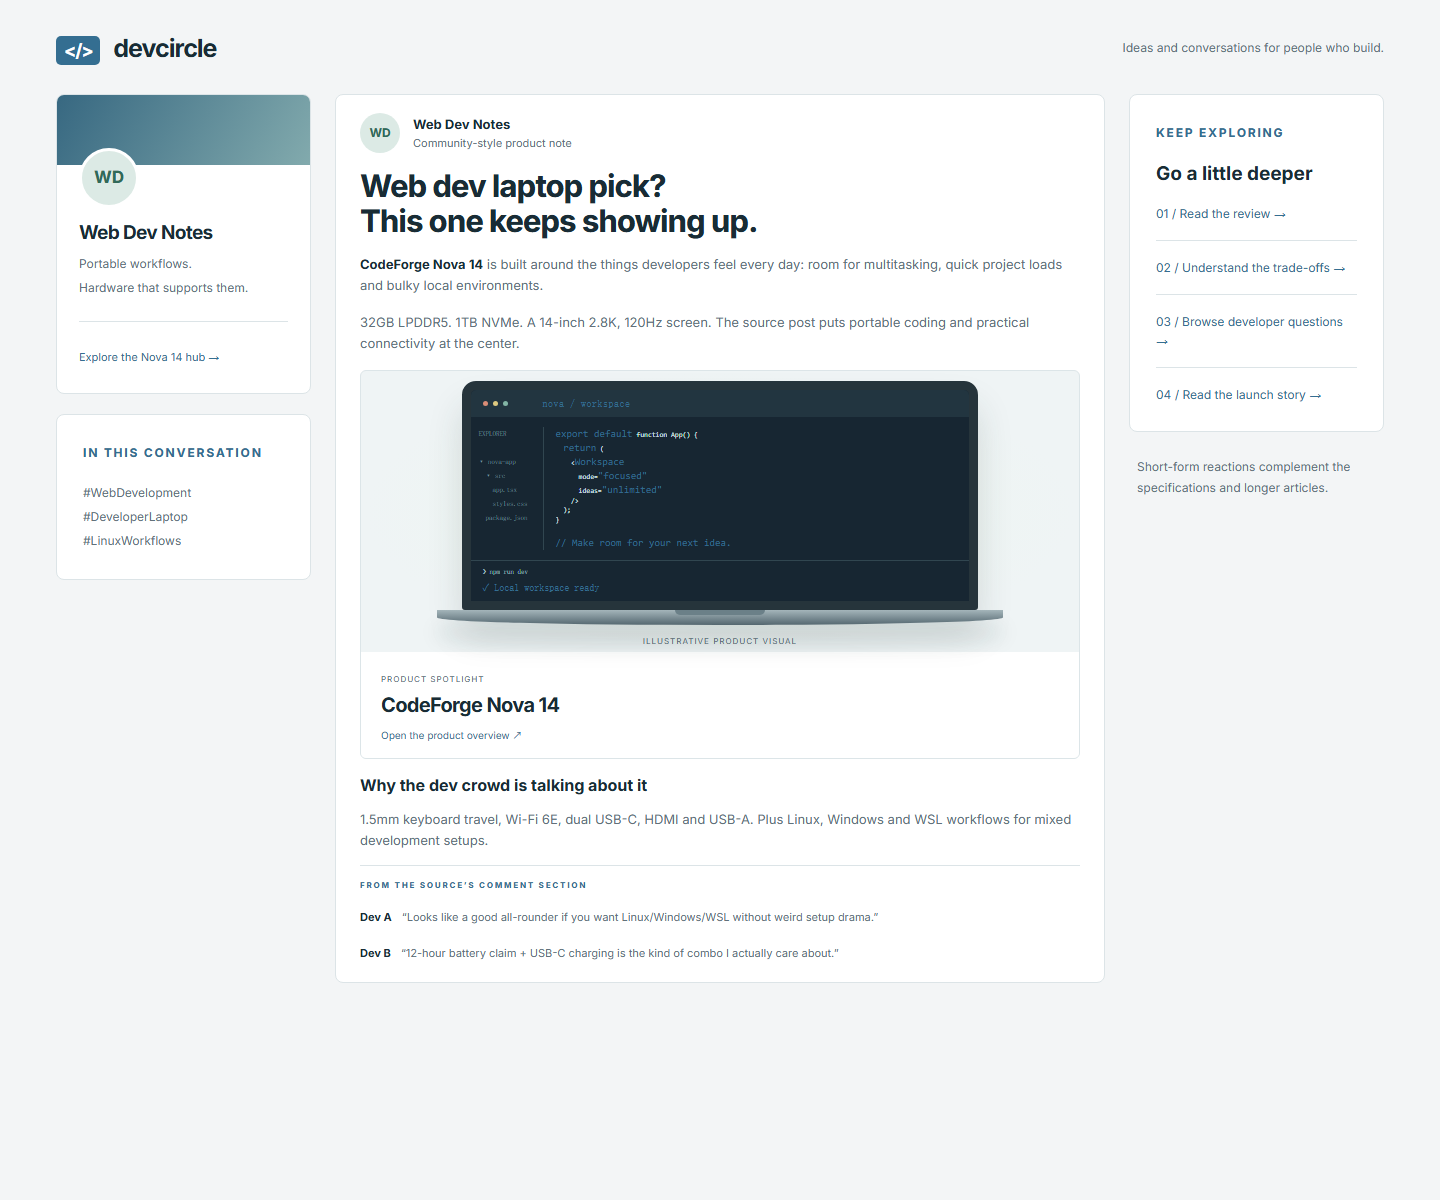 </> devcircle
Ideas and conversations for people who build.
WD
Web Dev Notes
Portable workflows.
Hardware that supports them.
Explore the Nova 14 hub →
IN THIS CONVERSATION
#WebDevelopment
#DeveloperLaptop
#LinuxWorkflows
WD
Web Dev Notes
Community-style product note
Web dev laptop pick?
This one keeps showing up.
CodeForge Nova 14 is built around the things developers feel every day: room for multitasking, quick project loads
and bulky local environments.
32GB LPDDR5. 1TB NVMe. A 14-inch 2.8K, 120Hz screen. The source post puts portable coding and practical
connectivity at the center.
nova / workspace
EXPLORER
▾ nova-app
▾ src
app.tsx
styles.css
package.json
export default function App() {
return (
<Workspace
mode="focused"
ideas="unlimited"
/>
);
}
// Make room for your next idea.
❯ npm run dev
✓ Local workspace ready
ILLUSTRATIVE PRODUCT VISUAL
PRODUCT SPOTLIGHT
CodeForge Nova 14
Open the product overview ↗
Why the dev crowd is talking about it
1.5mm keyboard travel, Wi-Fi 6E, dual USB-C, HDMI and USB-A. Plus Linux, Windows and WSL workflows for mixed
development setups.
FROM THE SOURCE'S COMMENT SECTION
Dev A “Looks like a good all-rounder if you want Linux/Windows/WSL without weird setup drama.”
Dev B “12-hour battery claim + USB-C charging is the kind of combo I actually care about.”
KEEP EXPLORING
Go a little deeper
01 / Read the review →
02 / Understand the trade-offs →
03 / Browse developer questions
→
04 / Read the launch story →
Short-form reactions complement the
specifications and longer articles.